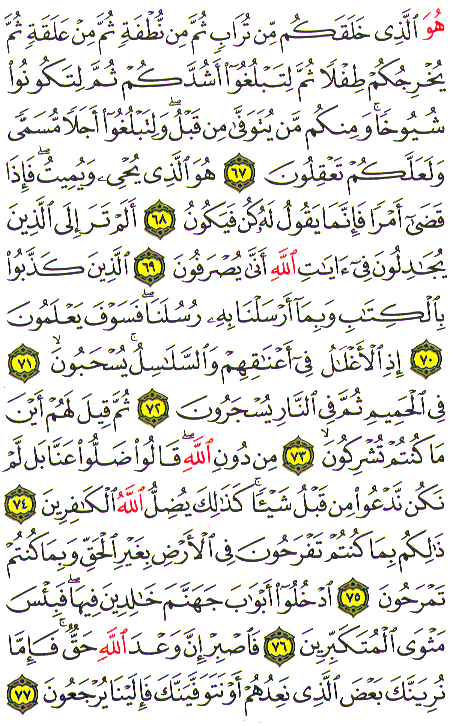 هُوَ ٱلَّذِى خَلَقَكُم مِّن تُرَابٍ ثُمَّ مِن نُّطْفَةٍ ثُمَّ مِنْ عَلَقَةٍ ثُمَّ
يُخْرِجُكُمْ طِفْلًا ثُمَّ لِتَبْلُغُوٓا۟ أَشُدَّكُمْ ثُمَّ لِتَكُونُوا۟
شُيُوخًا ۚ وَمِنكُم مَّن يُتَوَفَّىٰ مِن قَبْلُ ۖ وَلِتَبْلُغُوٓا۟ أَجَلًا مُّسَمًّى
وَلَعَلَّكُمْ تَعْقِلُونَ ٦٧ هُوَ ٱلَّذِى يُحْىِۦ وَيُمِيتُ ۖ فَإِذَا
قَضَىٰٓ أَمْرًا فَإِنَّمَا يَقُولُ لَهُۥ كُن فَيَكُونُ ٦٨ أَلَمْ تَرَ إِلَى ٱلَّذِينَ
يُجَـٰدِلُونَ فِىٓ ءَايَـٰتِ ٱللَّهِ أَنَّىٰ يُصْرَفُونَ ٦٩ ٱلَّذِينَ كَذَّبُوا۟
بِٱلْكِتَـٰبِ وَبِمَآ أَرْسَلْنَا بِهِۦ رُسُلَنَا ۖ فَسَوْفَ يَعْلَمُونَ
٧٠ إِذِ ٱلْأَغْلَـٰلُ فِىٓ أَعْنَـٰقِهِمْ وَٱلسَّلَـٰسِلُ يُسْحَبُونَ ٧١
فِى ٱلْحَمِيمِ ثُمَّ فِى ٱلنَّارِ يُسْجَرُونَ ٧٢ ثُمَّ قِيلَ لَهُمْ أَيْنَ
مَا كُنتُمْ تُشْرِكُونَ ٧٣ مِن دُونِ ٱللَّهِ ۖ قَالُوا۟ ضَلُّوا۟ عَنَّا بَل لَّمْ
نَكُن نَّدْعُوا۟ مِن قَبْلُ شَيْـًٔا ۚ كَذَٰلِكَ يُضِلُّ ٱللَّهُ ٱلْكَـٰفِرِينَ ٧٤
ذَٰلِكُم بِمَا كُنتُمْ تَفْرَحُونَ فِى ٱلْأَرْضِ بِغَيْرِ ٱلْحَقِّ وَبِمَا كُنتُمْ
تَمْرَحُونَ ٧٥ ٱدْخُلُوٓا۟ أَبْوَٰبَ جَهَنَّمَ خَـٰلِدِينَ فِيهَا ۖ فَبِئْسَ
مَثْوَى ٱلْمُتَكَبِّرِينَ ٧٦ فَٱصْبِرْ إِنَّ وَعْدَ ٱللَّهِ حَقٌّ ۚ فَإِمَّا
نُرِيَنَّكَ بَعْضَ ٱلَّذِى نَعِدُهُمْ أَوْ نَتَوَفَّيَنَّكَ فَإِلَيْنَا يُرْجَعُونَ ٧٧